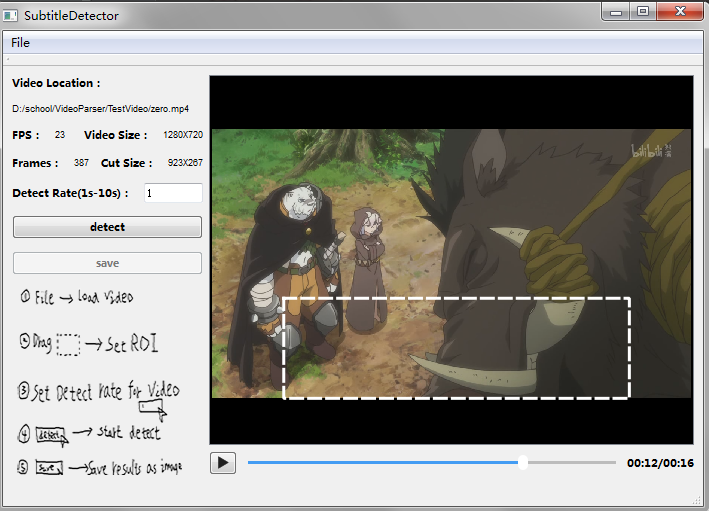 SubtitleDetector
File
Video Location :
D:/school/VideoParser/TestVideo/zero.mp4
FPS : 23 Video Size : 1280X720
Frames : 387 Cut Size : 923X267
Detect Rate(1s-10s) : 1
detect
save
① File → Load Video
② Drag → Set ROI
③ Set Detect rate for Video
④ detect → start detect
⑤ save → Save results as image
bilibili
00:12/00:16